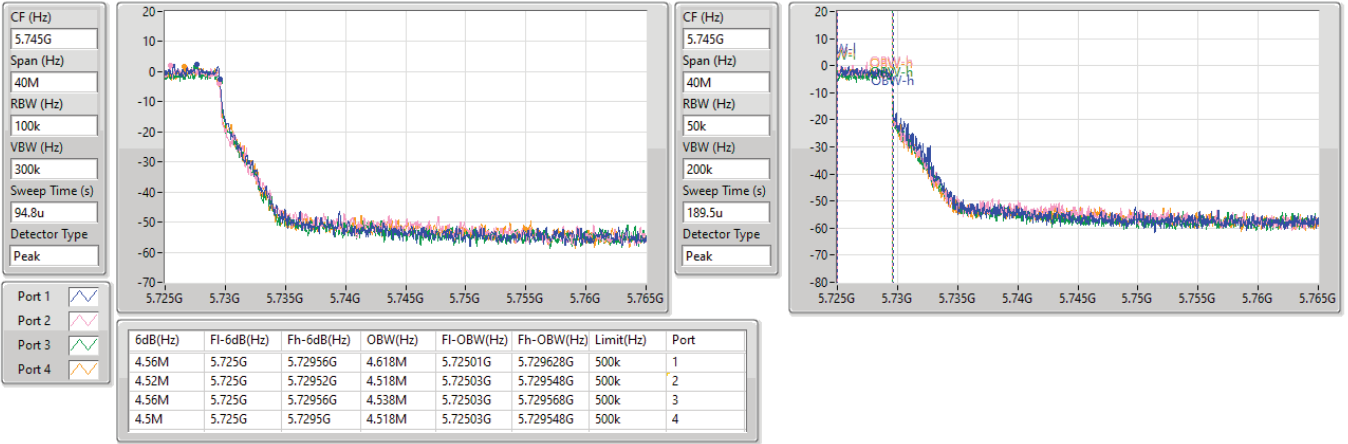 CF (Hz)
5.745G
Span (Hz)
40M
RBW (Hz)
100k
VBW (Hz)
300k
Sweep Time (s)
94.8u
Detector Type
Peak
20
10
0
-10
-20
-30
-40
-50
-60
-70
5.725G 5.73G 5.735G 5.74G 5.745G 5.75G 5.755G 5.76G 5.765G
CF (Hz)
5.745G
Span (Hz)
40M
RBW (Hz)
50k
VBW (Hz)
200k
Sweep Time (s)
189.5u
Detector Type
Peak
20
10
0
-10
-20
-30
-40
-50
-60
-70
-80
OBW-h
OBW-h
OBW-h
5.725G 5.73G 5.735G 5.74G 5.745G 5.75G 5.755G 5.76G 5.765G
Port 1
Port 2
Port 3
Port 4
6dB(Hz) Fl-6dB(Hz) Fh-6dB(Hz) OBW(Hz) Fl-OBW(Hz) Fh-OBW(Hz) Limit(Hz) Port
4.56M 5.725G 5.72956G 4.618M 5.72501G 5.729628G 500k 1
4.52M 5.725G 5.72952G 4.518M 5.72503G 5.729548G 500k 2
4.56M 5.725G 5.72956G 4.538M 5.72503G 5.729568G 500k 3
4.5M 5.725G 5.7295G 4.518M 5.72503G 5.729548G 500k 4